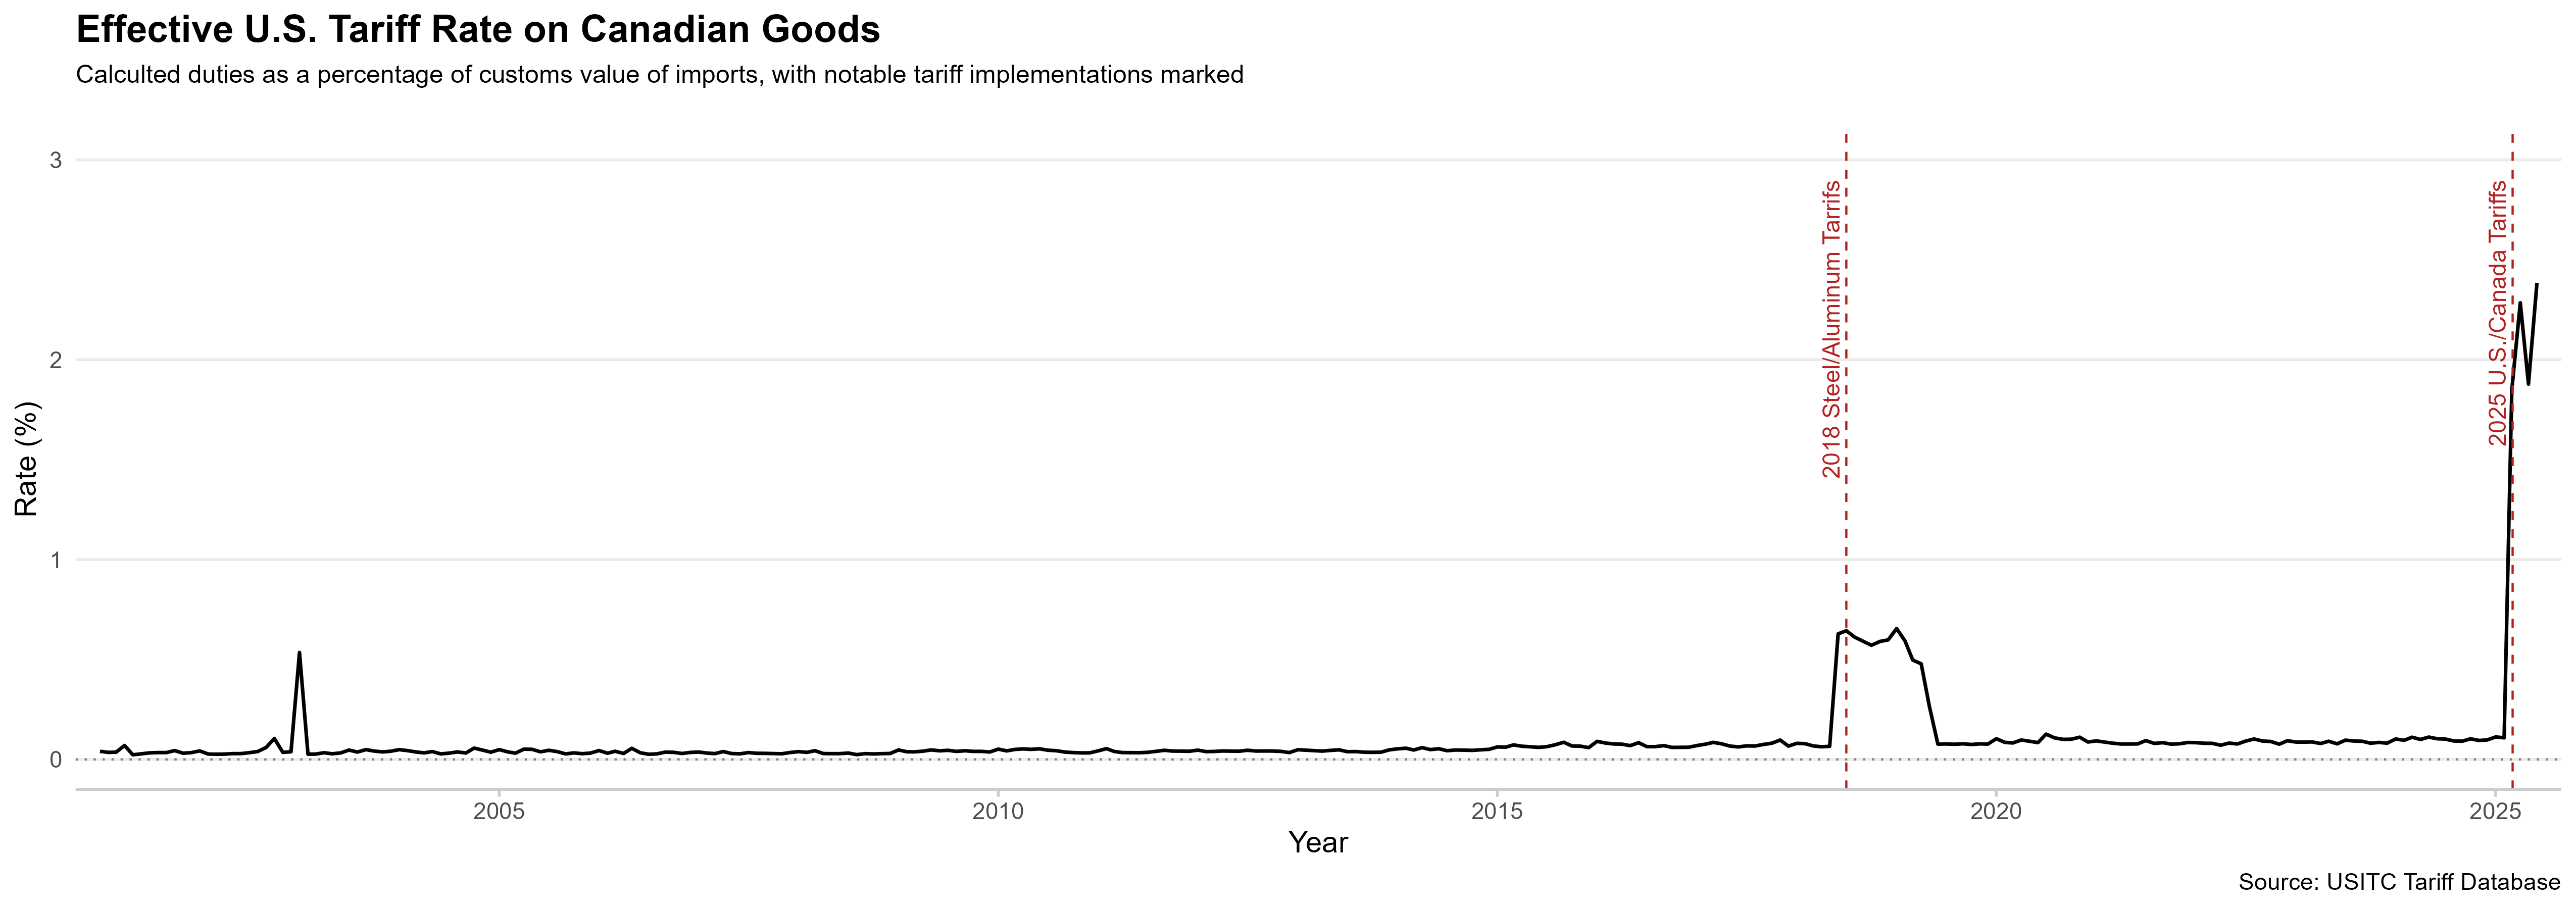 Effective U.S. Tariff Rate on Canadian Goods
Calculted duties as a percentage of customs value of imports, with notable tariff implementations marked
3
2
1
0
Rate (%)
2018 Steel/Aluminum Tarrifs
2025 U.S./Canada Tariffs
2005
2010
2015
2020
2025
Year
Source: USITC Tariff Database